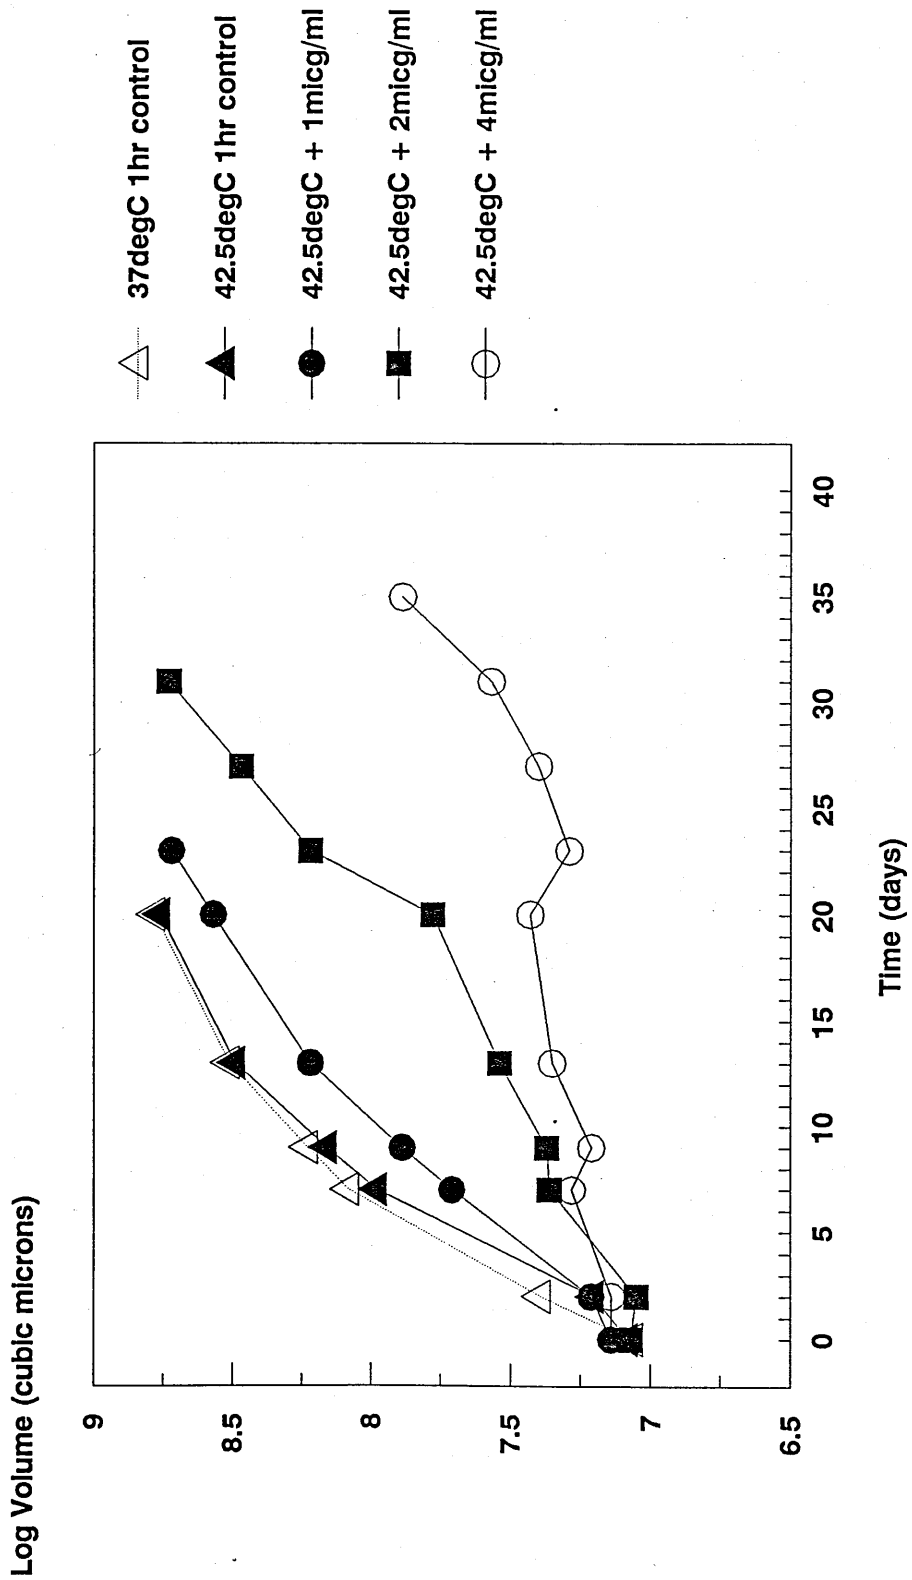 Log Volume (cubic microns)
9
8.5
8
7.5
7
6.5
0 5 10 15 20 25 30 35 40
Time (days)
37degC 1hr control
42.5degC 1hr control
42.5degC + 1micg/ml
42.5degC + 2micg/ml
42.5degC + 4micg/ml